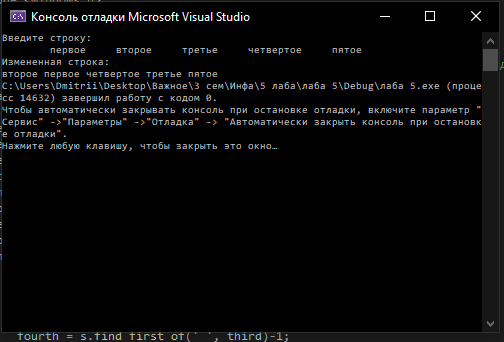 Консоль отладки Microsoft Visual Studio
Введите строку:
первое второе третье четвертое пятое
Измененная строка:
второе первое четвертое третье пятое
C:\Users\Dmitrii\Desktop\Важное\3 сем\Инфа\5 лаба\лаба 5\Debug\лаба 5.exe (проце
сс 14632) завершил работу с кодом 0.
Чтобы автоматически закрывать консоль при остановке отладки, включите параметр "
Сервис" ->"Параметры" ->"Отладка" -> "Автоматически закрыть консоль при остановк
е отладки".
Нажмите любую клавишу, чтобы закрыть это окно…
fourth = s.find_first_of(' ', third)-1;